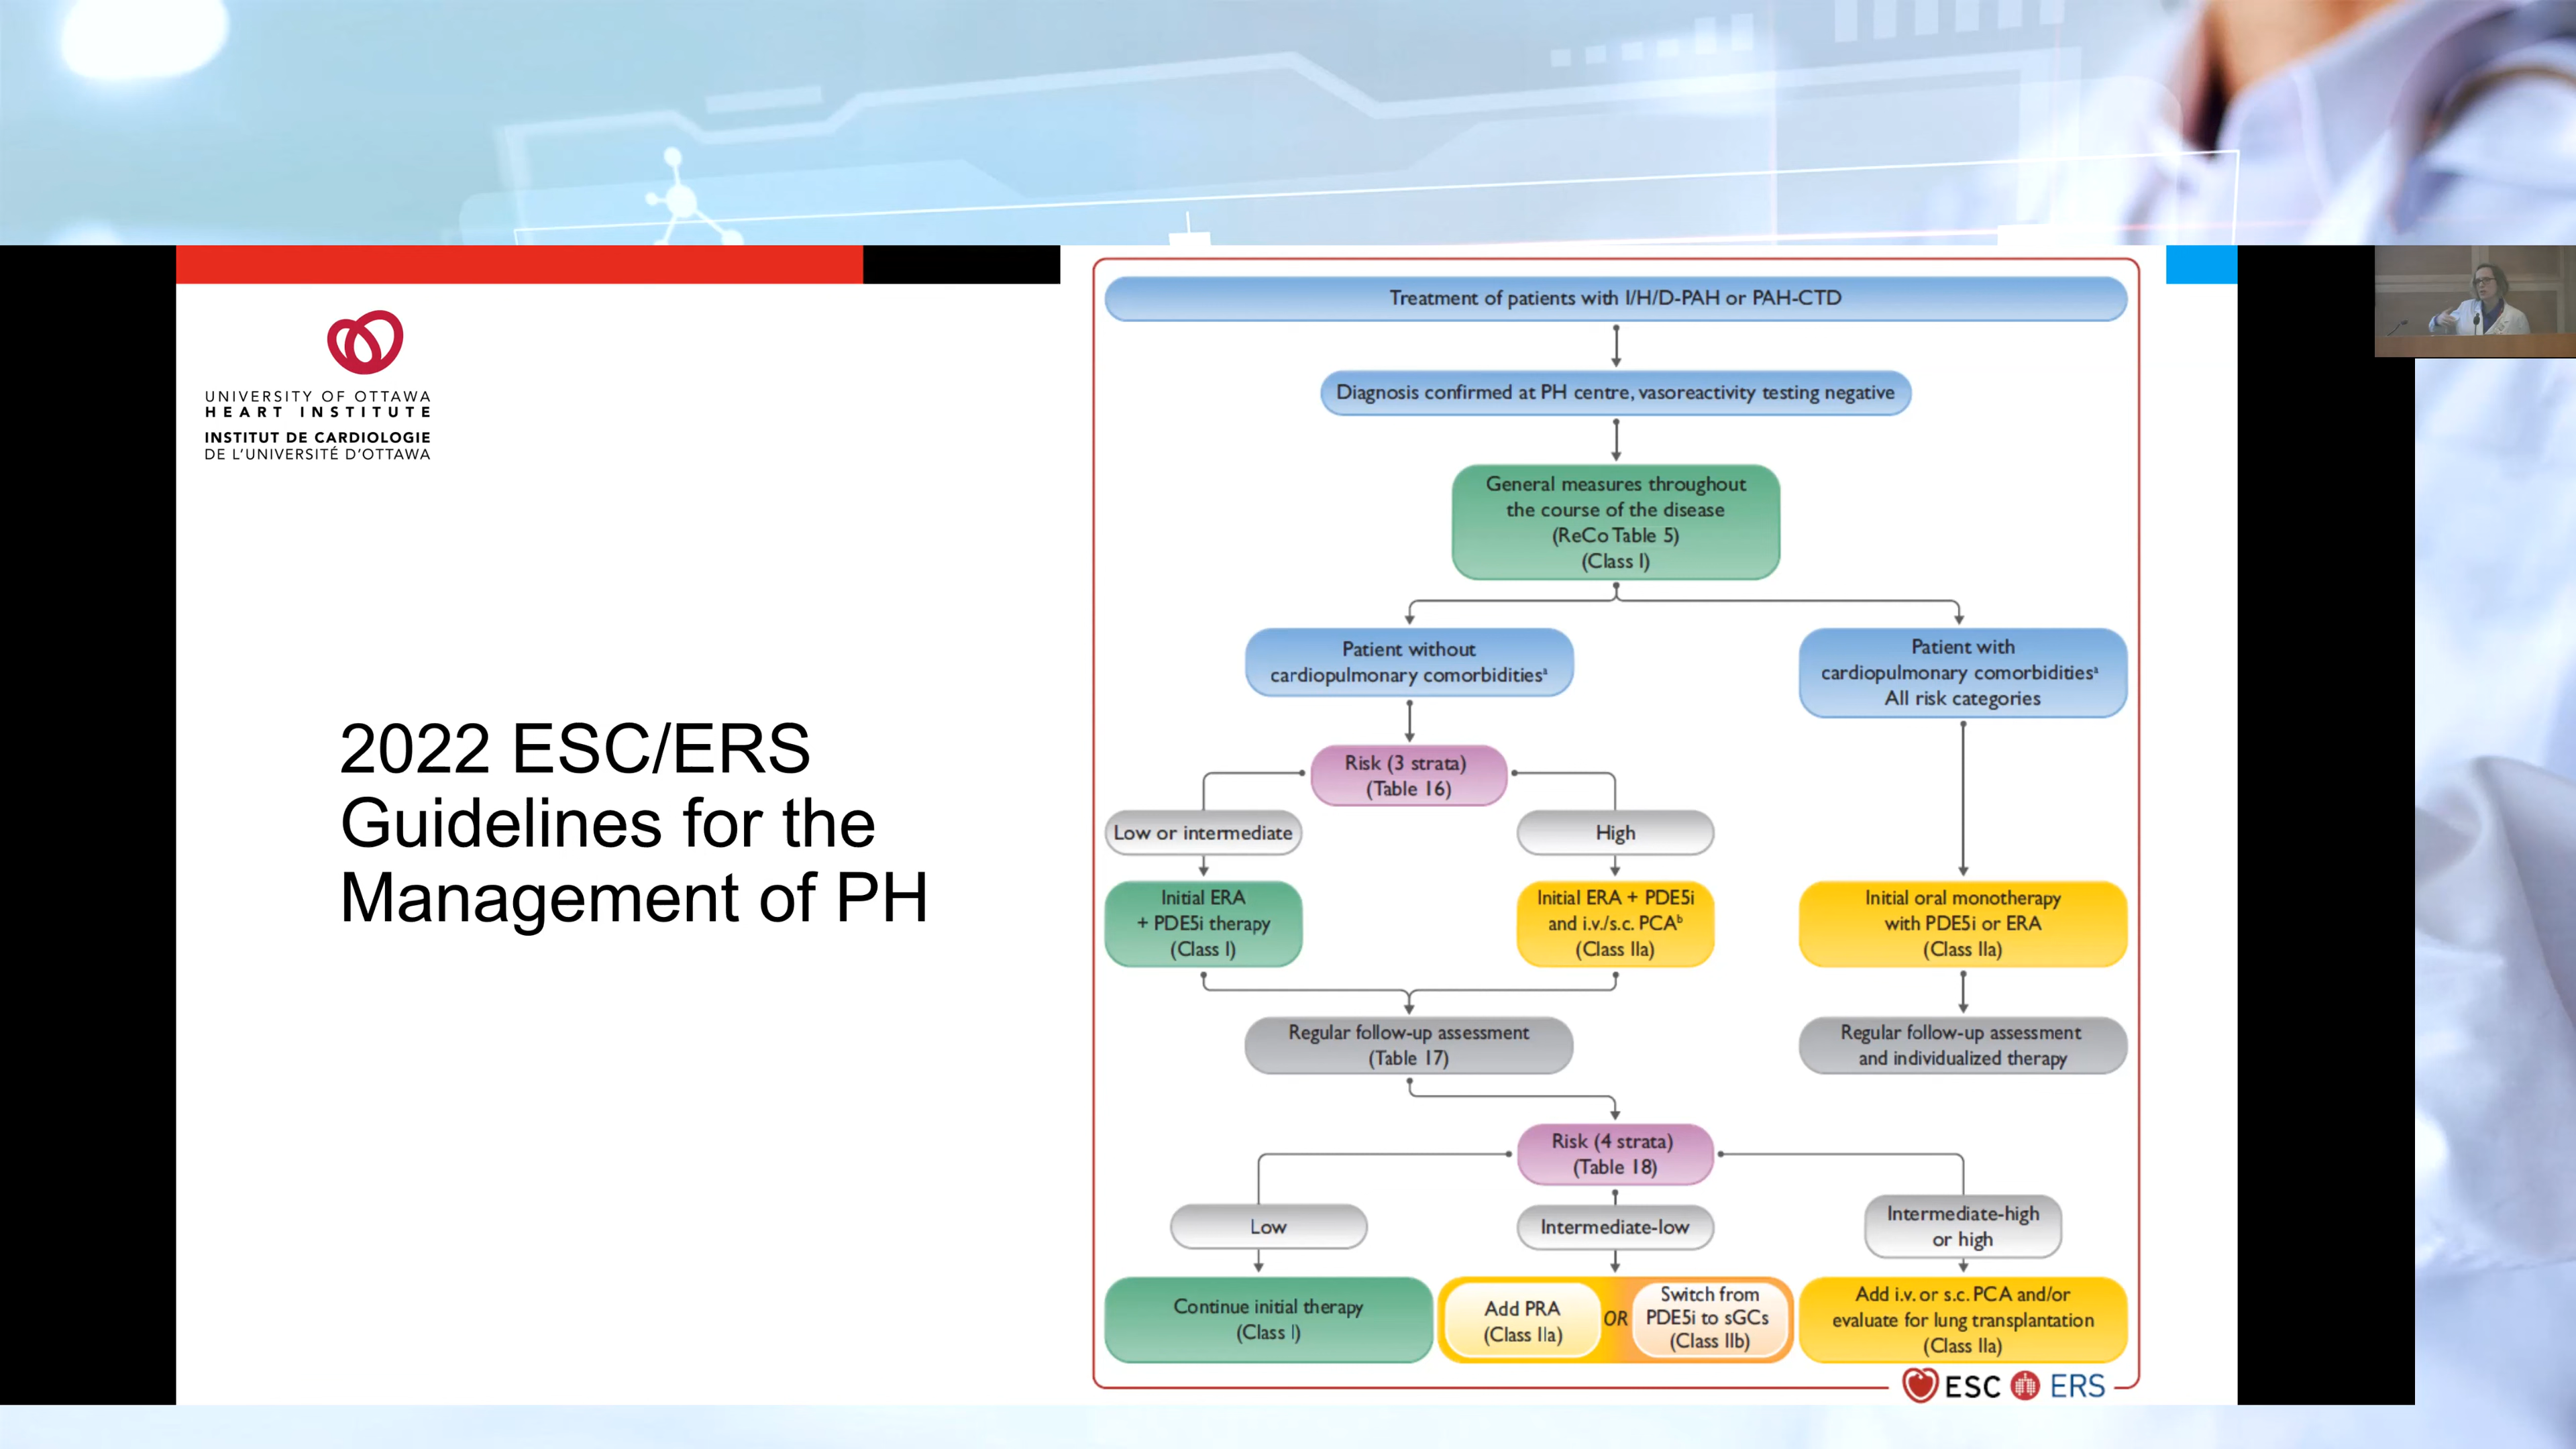 UNIVERSITY OF OTTAWA
HEART INSTITUTE
INSTITUT DE CARDIOLOGIE
DE L'UNIVERSITÉ D'OTTAWA
2022 ESC/ERS
Guidelines for the
Management of PH
Treatment of patients with I/H/D-PAH or PAH-CTD
Diagnosis confirmed at PH centre, vasoreactivity testing negative
General measures throughout
the course of the disease
(ReCo Table 5)
(Class I)
Patient without
cardiopulmonary comorbiditiesᵃ
Patient with
cardiopulmonary comorbiditiesᵃ
All risk categories
Risk (3 strata)
(Table 16)
Low or intermediate
High
Initial ERA
+ PDE5i therapy
(Class I)
Initial ERA + PDE5i
and i.v./s.c. PCAᵇ
(Class IIa)
Initial oral monotherapy
with PDE5i or ERA
(Class IIa)
Regular follow-up assessment
(Table 17)
Regular follow-up assessment
and individualized therapy
Risk (4 strata)
(Table 18)
Low
Intermediate-low
Intermediate-high
or high
Continue initial therapy
(Class I)
Add PRA
(Class IIa)
OR
Switch from
PDE5i to sGCs
(Class IIb)
Add i.v. or s.c. PCA and/or
evaluate for lung transplantation
(Class IIa)
ESC ERS